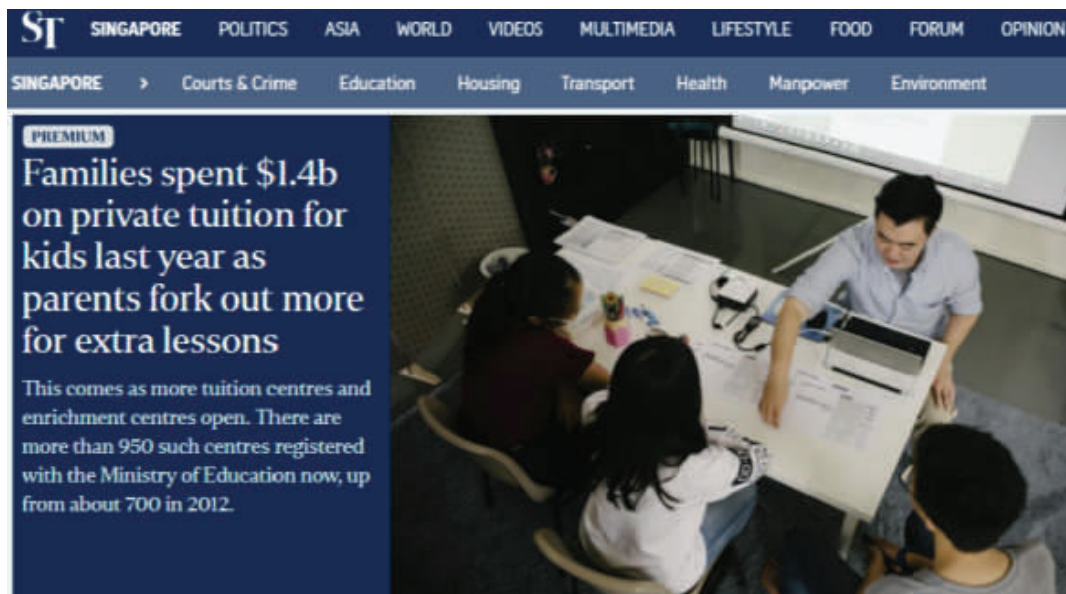 ST SINGAPORE POLITICS ASIA WORLD VIDEOS MULTIMEDIA LIFESTYLE FOOD FORUM OPINION
SINGAPORE > Courts & Crime Education Housing Transport Health Manpower Environment
PREMIUM
Families spent $1.4b
on private tuition for
kids last year as
parents fork out more
for extra lessons
This comes as more tuition centres and
enrichment centres open. There are
more than 950 such centres registered
with the Ministry of Education now, up
from about 700 in 2012.